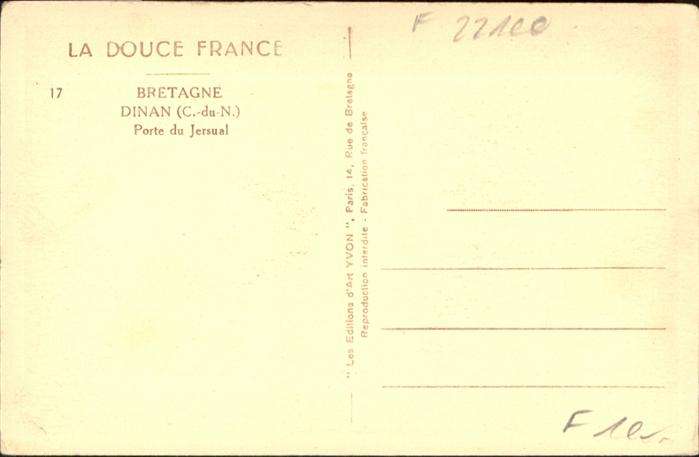 LA DOUCE FRANCE
17
BRETAGNE
DINAN (C.-du-N.)
Porte du Jersual
" Les Editions d'Art YVON ", Paris, 14, Rue de Bretagne
Reproduction interdite - Fabrication française
F 22100
F 10.-